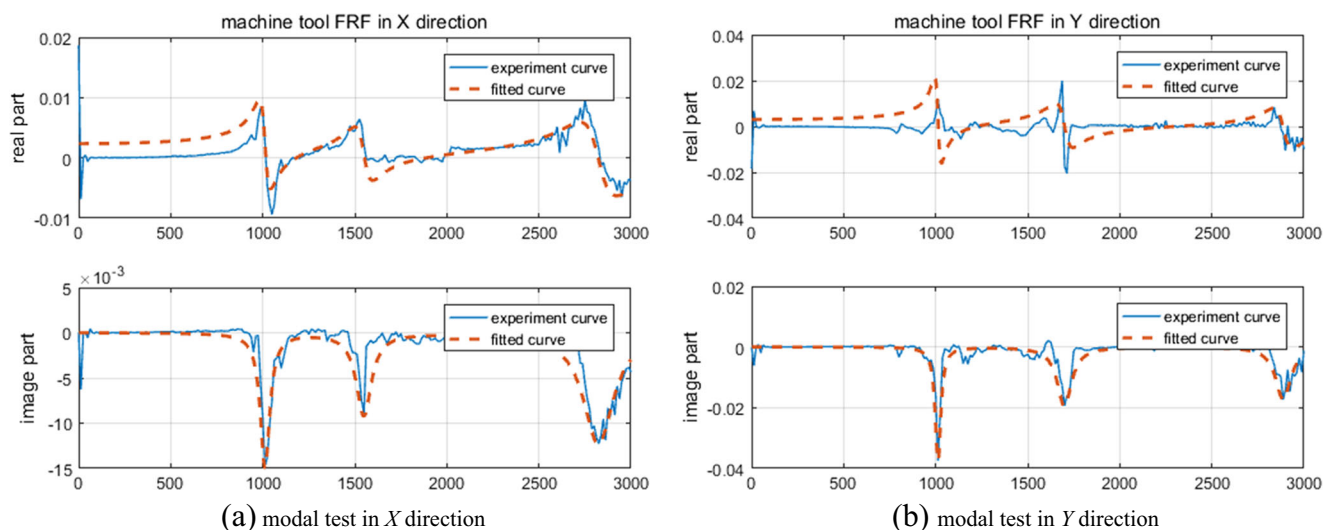 machine tool FRF in X direction
0.02
0.01
0
-0.01
real part
experiment curve
fitted curve
0 500 1000 1500 2000 2500 3000
× 10⁻³
5
0
-5
-10
-15
image part
experiment curve
fitted curve
0 500 1000 1500 2000 2500 3000
(a) modal test in X direction
machine tool FRF in Y direction
0.04
0.02
0
-0.02
-0.04
real part
experiment curve
fitted curve
0 500 1000 1500 2000 2500 3000
0.02
0
-0.02
-0.04
image part
experiment curve
fitted curve
0 500 1000 1500 2000 2500 3000
(b) modal test in Y direction